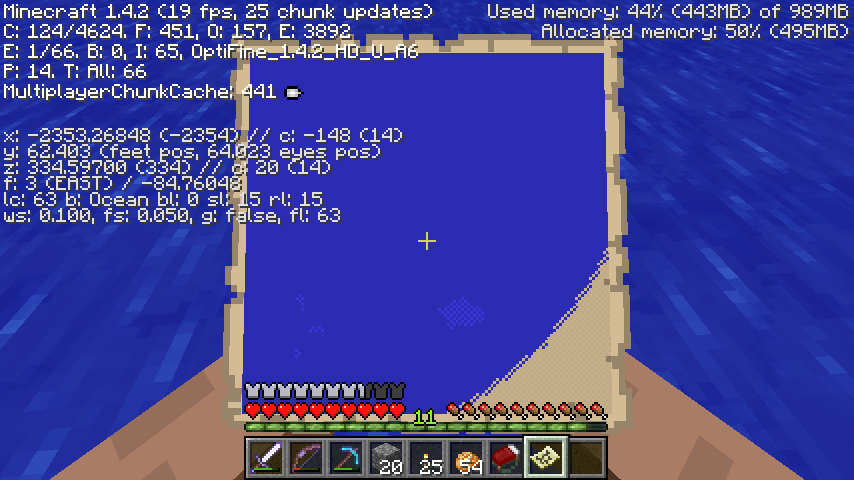 Minecraft 1.4.2 (19 fps, 25 chunk updates)
Used memory: 44% (443MB) of 989MB
C: 124/4624. F: 451, O: 157, E: 3892
Allocated memory: 50% (495MB)
E: 1/66. B: 0, I: 65, OptiFine_1.4.2_HD_U_A6
P: 14. T: All: 66
MultiplayerChunkCache: 441
x: -2353.26848 (-2354) // c: -148 (14)
y: 62.403 (feet pos, 64.023 eyes pos)
z: 334.59700 (334) // c: 20 (14)
f: 3 (EAST) / -84.76048
lc: 63 b: Ocean bl: 0 sl: 15 rl: 15
ws: 0.100, fs: 0.050, g: false, fl: 63
11
20 25 54